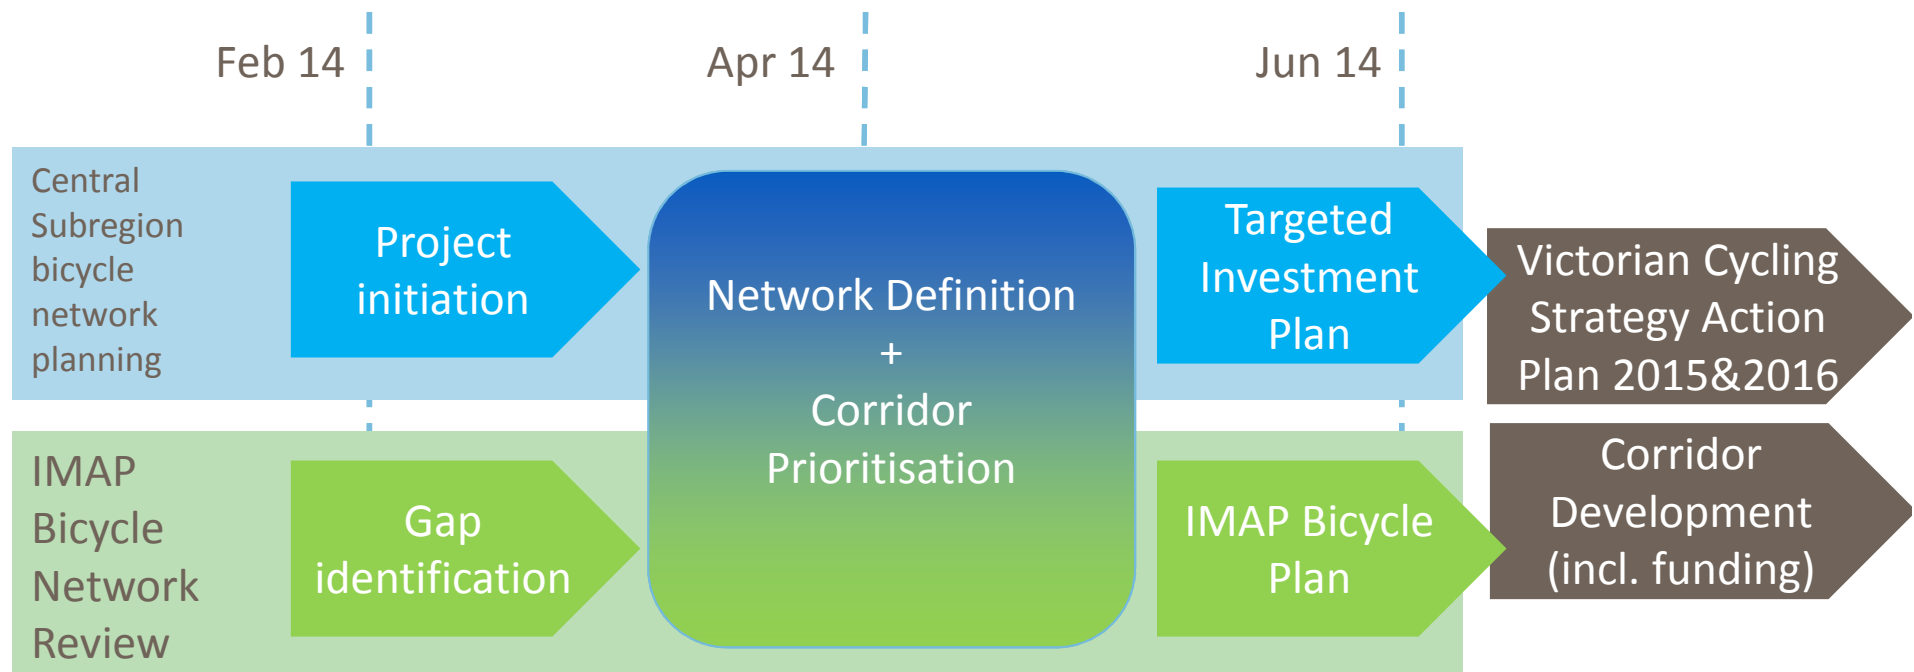 Feb 14
Apr 14
Jun 14
Central
Subregion
bicycle
network
planning
Project
initiation
Network Definition
+
Corridor
Prioritisation
Targeted
Investment
Plan
Victorian Cycling
Strategy Action
Plan 2015&2016
IMAP
Bicycle
Network
Review
Gap
identification
IMAP Bicycle
Plan
Corridor
Development
(incl. funding)